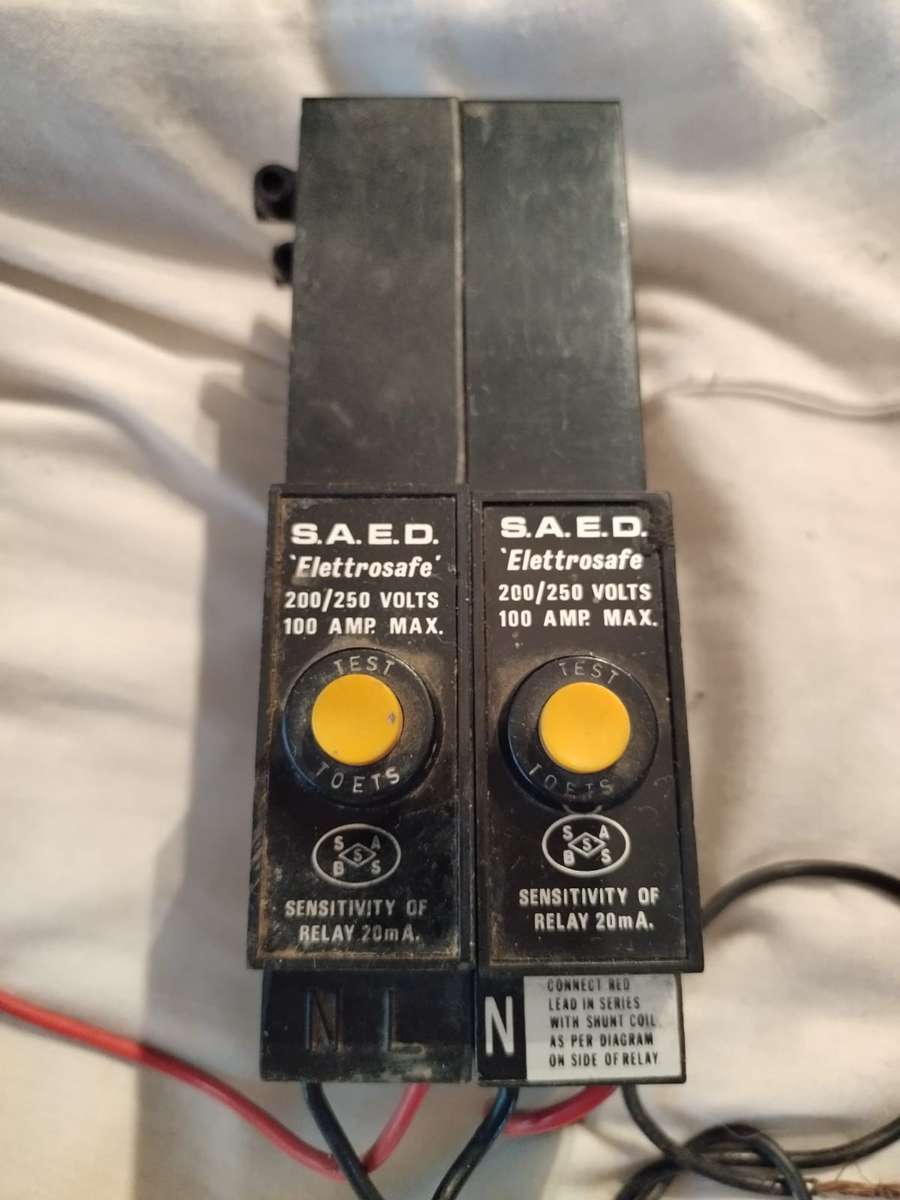 S.A.E.D.
'Elettrosafe'
200/250 VOLTS
100 AMP. MAX.
TEST
TOETS
S A
S
B S
SENSITIVITY OF
RELAY 20mA.
N L
S.A.E.D.
'Elettrosafe
200/250 VOLTS
100 AMP. MAX.
TEST
TOETS
S A
S
B S
SENSITIVITY OF
RELAY 20mA.
N
CONNECT RED
LEAD IN SERIES
WITH SHUNT COIL
AS PER DIAGRAM
ON SIDE OF RELAY